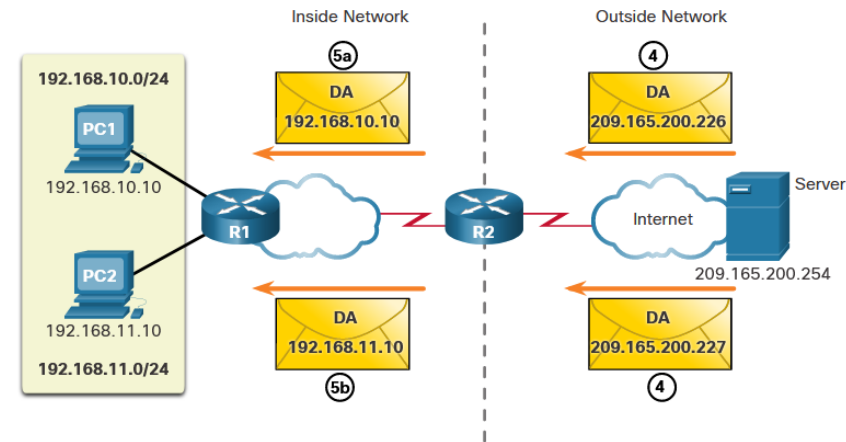 Inside Network
Outside Network
5a
4
192.168.10.0/24
DA
192.168.10.10
DA
209.165.200.226
PC1
192.168.10.10
Server
R1
R2
Internet
PC2
209.165.200.254
192.168.11.10
DA
192.168.11.10
DA
209.165.200.227
192.168.11.0/24
5b
4